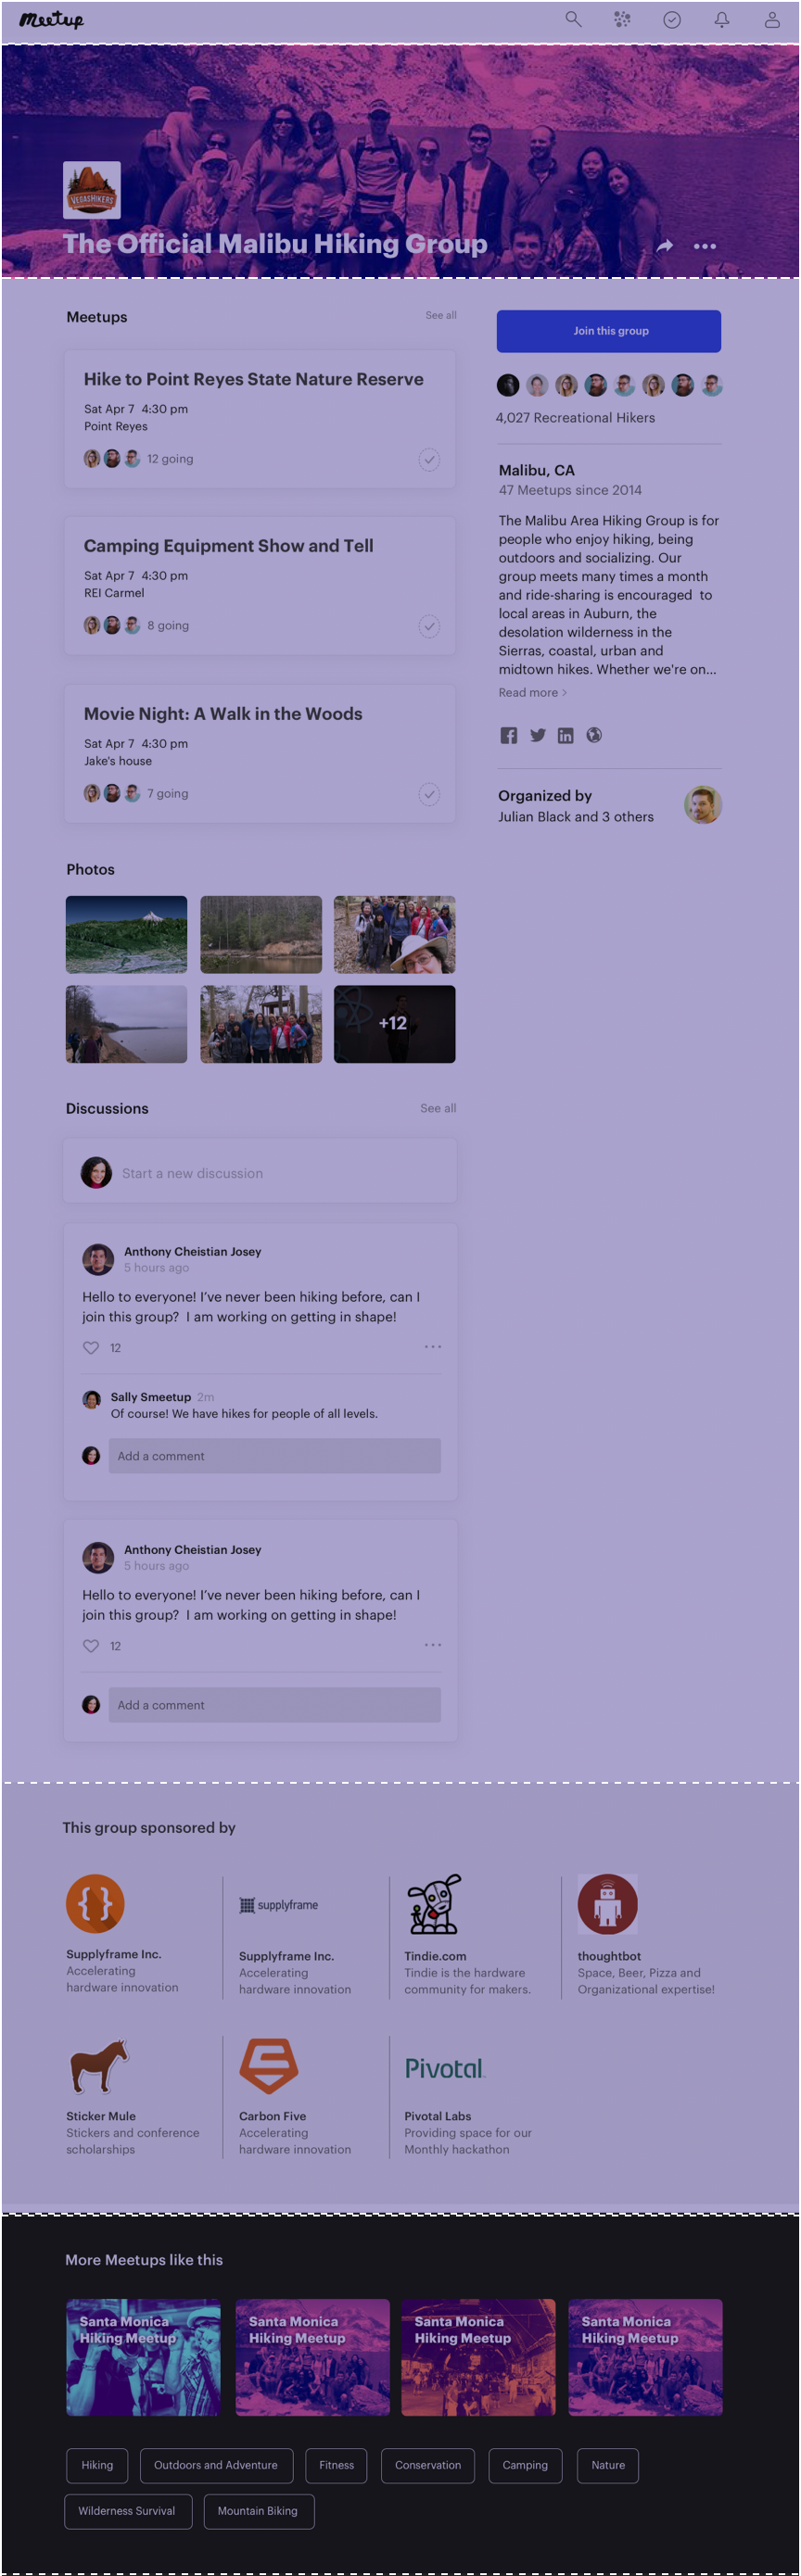 Meetup
VEGASHIKERS
The Official Malibu Hiking Group
Meetups
See all
Hike to Point Reyes State Nature Reserve
Sat Apr 7  4:30 pm
Point Reyes
12 going
Camping Equipment Show and Tell
Sat Apr 7  4:30 pm
REI Carmel
8 going
Movie Night: A Walk in the Woods
Sat Apr 7  4:30 pm
Jake's house
7 going
Photos
+12
Discussions
See all
Start a new discussion
Anthony Cheistian Josey
5 hours ago
Hello to everyone! I've never been hiking before, can I
join this group?  I am working on getting in shape!
12
Sally Smeetup 2m
Of course! We have hikes for people of all levels.
Add a comment
Anthony Cheistian Josey
5 hours ago
Hello to everyone! I've never been hiking before, can I
join this group?  I am working on getting in shape!
12
Add a comment
Join this group
4,027 Recreational Hikers
Malibu, CA
47 Meetups since 2014
The Malibu Area Hiking Group is for
people who enjoy hiking, being
outdoors and socializing. Our
group meets many times a month
and ride-sharing is encouraged  to
local areas in Auburn, the
desolation wilderness in the
Sierras, coastal, urban and
midtown hikes. Whether we're on...
Read more >
Organized by
Julian Black and 3 others
This group sponsored by
Supplyframe Inc.
Accelerating
hardware innovation
supplyframe
Supplyframe Inc.
Accelerating
hardware innovation
Tindie.com
Tindie is the hardware
community for makers.
thoughtbot
Space, Beer, Pizza and
Organizational expertise!
Sticker Mule
Stickers and conference
scholarships
Carbon Five
Accelerating
hardware innovation
Pivotal
Pivotal Labs
Providing space for our
Monthly hackathon
More Meetups like this
Santa Monica
Hiking Meetup
Santa Monica
Hiking Meetup
Santa Monica
Hiking Meetup
Santa Monica
Hiking Meetup
Hiking
Outdoors and Adventure
Fitness
Conservation
Camping
Nature
Wilderness Survival
Mountain Biking